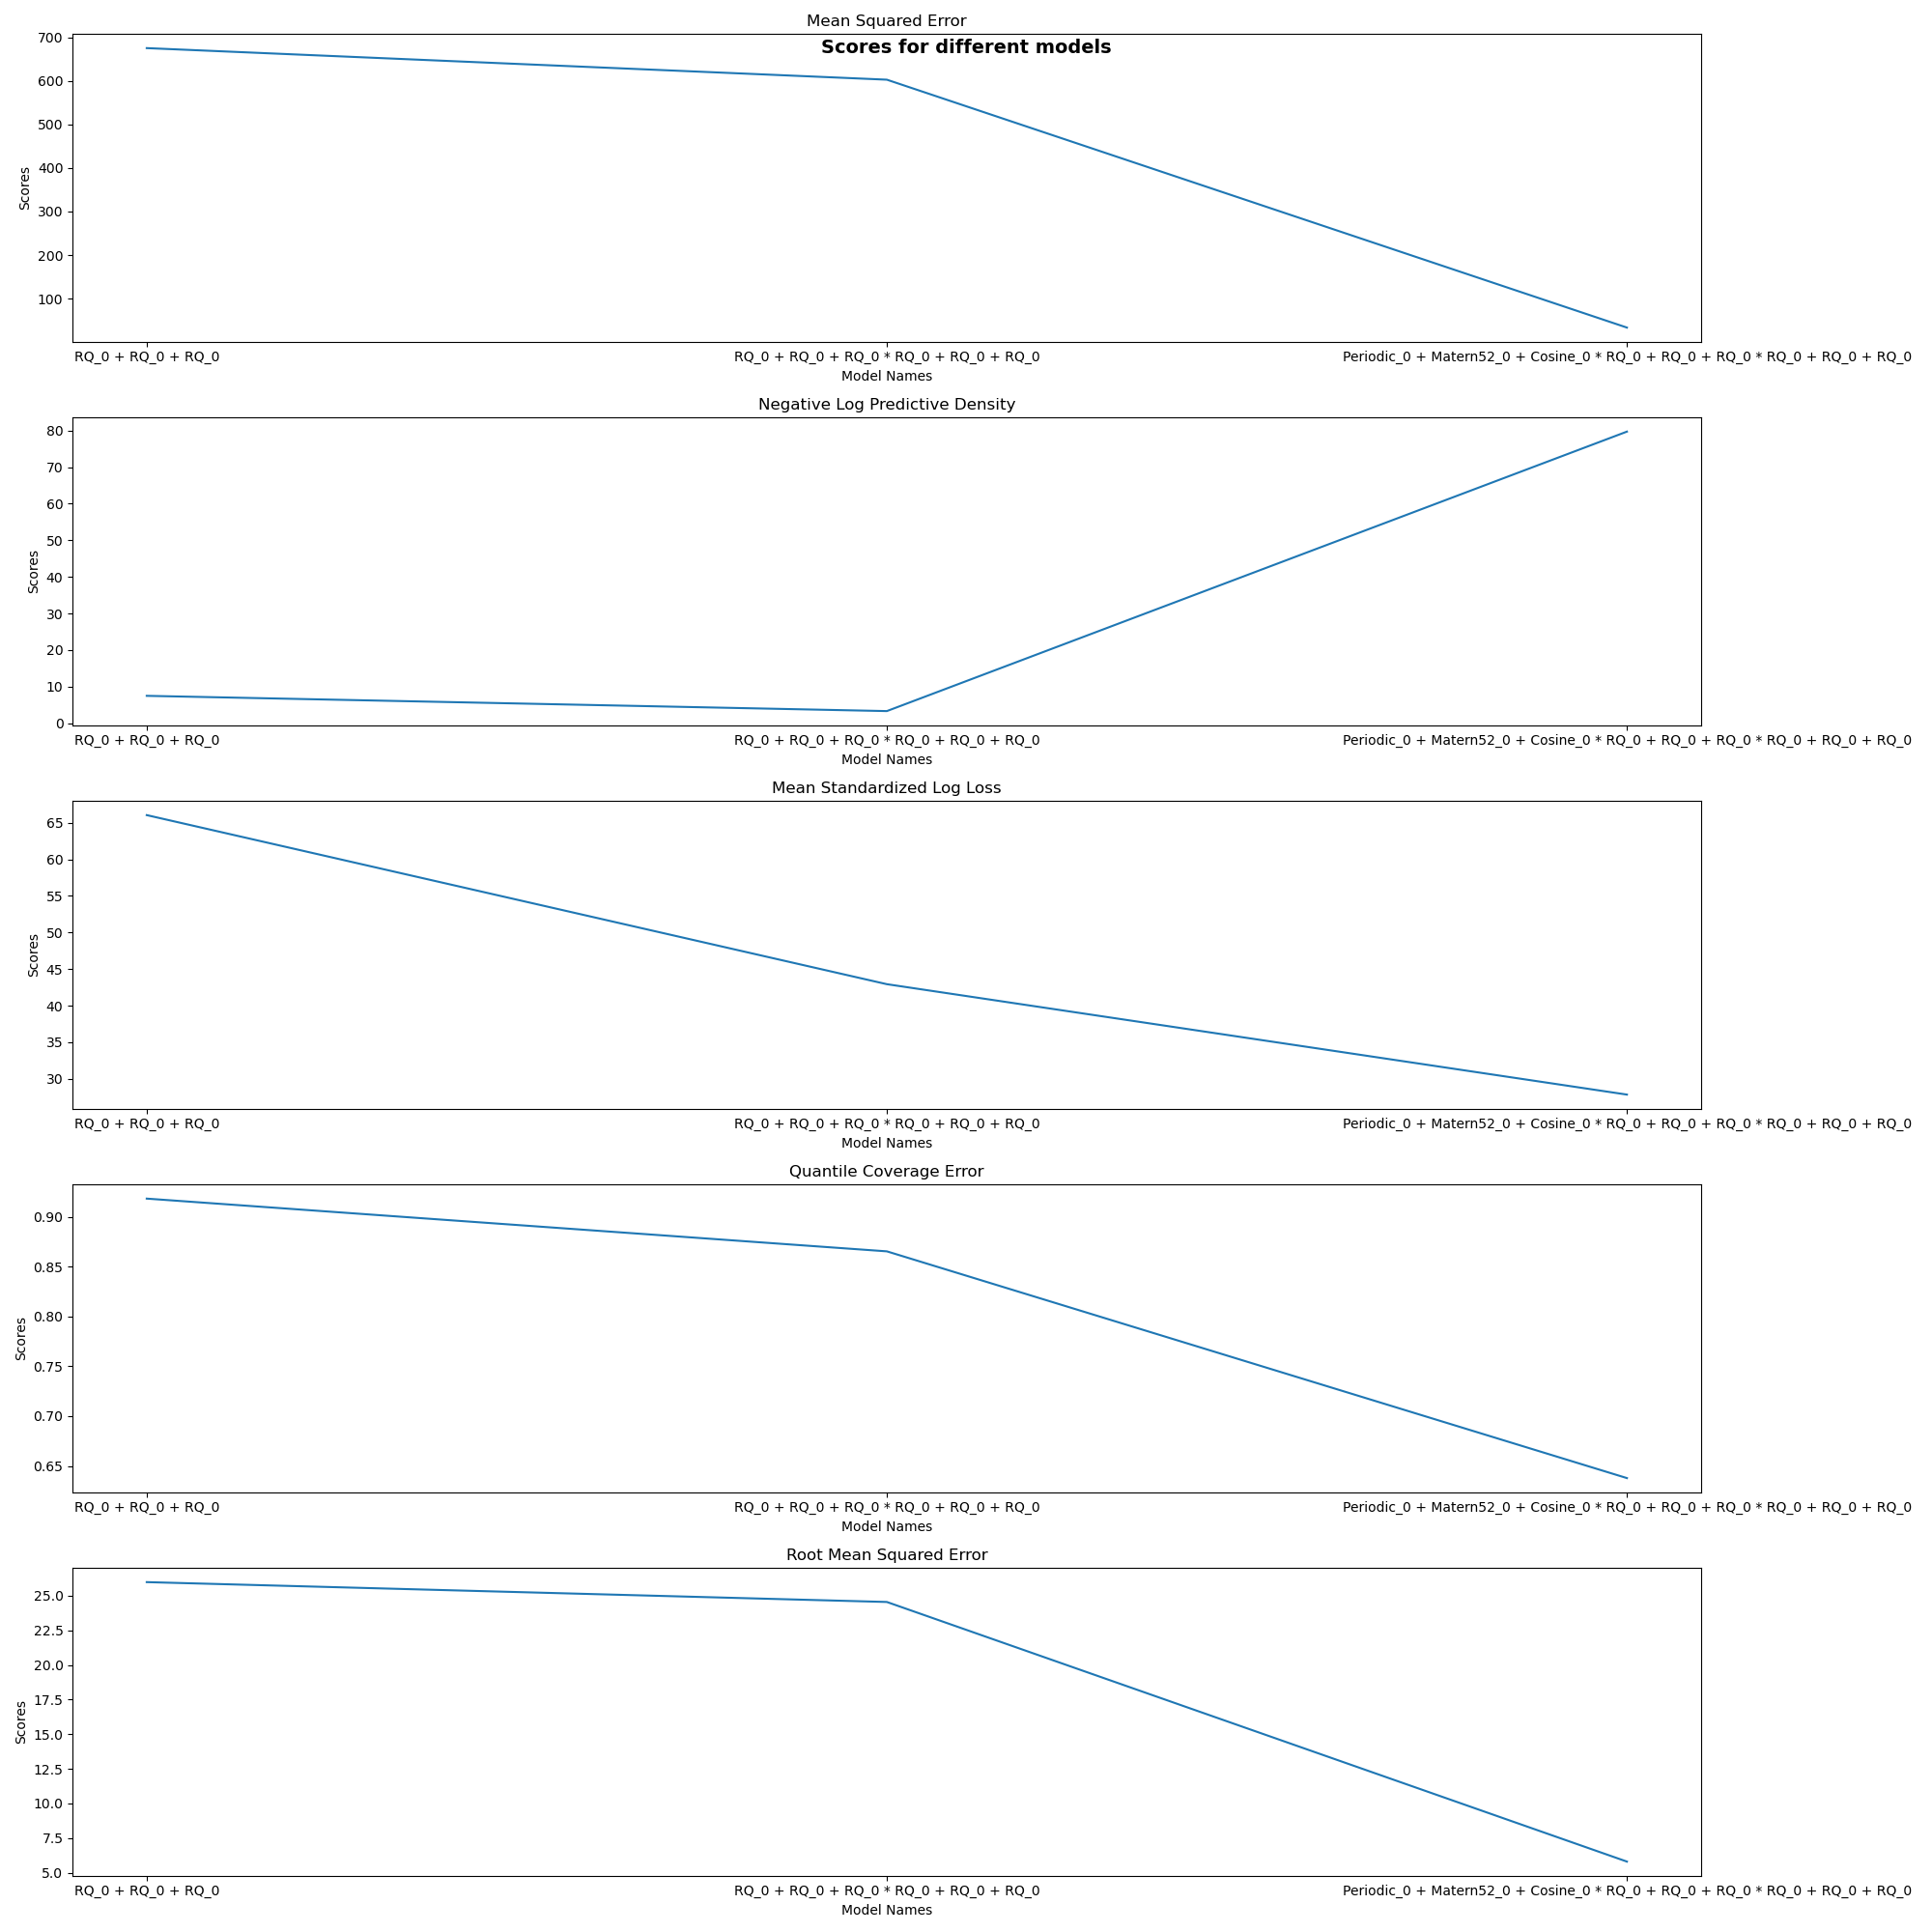 Mean Squared Error
Scores for different models
700
600
500
400
300
200
100
Scores
RQ_0 + RQ_0 + RQ_0
RQ_0 + RQ_0 + RQ_0 * RQ_0 + RQ_0 + RQ_0
Periodic_0 + Matern52_0 + Cosine_0 * RQ_0 + RQ_0 + RQ_0 * RQ_0 + RQ_0 + RQ_0
Model Names
Negative Log Predictive Density
80
70
60
50
40
30
20
10
0
Scores
RQ_0 + RQ_0 + RQ_0
RQ_0 + RQ_0 + RQ_0 * RQ_0 + RQ_0 + RQ_0
Periodic_0 + Matern52_0 + Cosine_0 * RQ_0 + RQ_0 + RQ_0 * RQ_0 + RQ_0 + RQ_0
Model Names
Mean Standardized Log Loss
65
60
55
50
45
40
35
30
Scores
RQ_0 + RQ_0 + RQ_0
RQ_0 + RQ_0 + RQ_0 * RQ_0 + RQ_0 + RQ_0
Periodic_0 + Matern52_0 + Cosine_0 * RQ_0 + RQ_0 + RQ_0 * RQ_0 + RQ_0 + RQ_0
Model Names
Quantile Coverage Error
0.90
0.85
0.80
0.75
0.70
0.65
Scores
RQ_0 + RQ_0 + RQ_0
RQ_0 + RQ_0 + RQ_0 * RQ_0 + RQ_0 + RQ_0
Periodic_0 + Matern52_0 + Cosine_0 * RQ_0 + RQ_0 + RQ_0 * RQ_0 + RQ_0 + RQ_0
Model Names
Root Mean Squared Error
25.0
22.5
20.0
17.5
15.0
12.5
10.0
7.5
5.0
Scores
RQ_0 + RQ_0 + RQ_0
RQ_0 + RQ_0 + RQ_0 * RQ_0 + RQ_0 + RQ_0
Periodic_0 + Matern52_0 + Cosine_0 * RQ_0 + RQ_0 + RQ_0 * RQ_0 + RQ_0 + RQ_0
Model Names